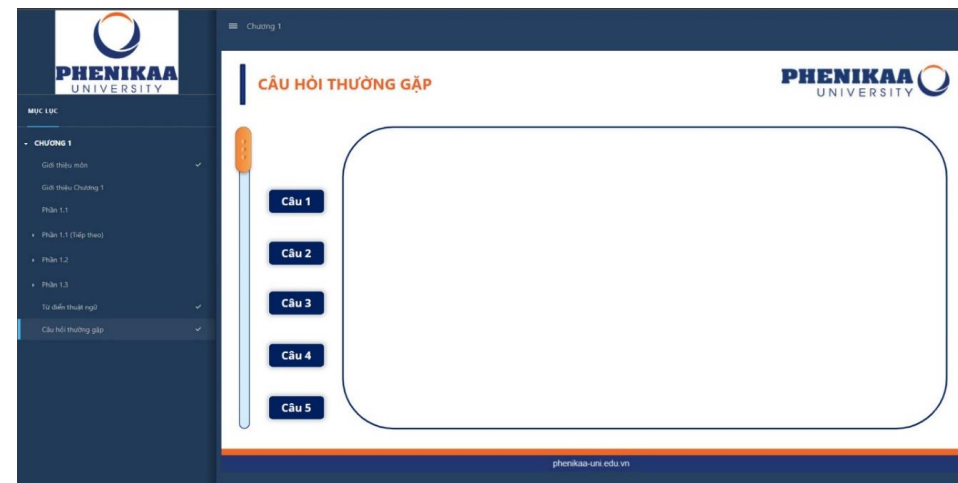 PHENIKAA
UNIVERSITY
MỤC LỤC
CHƯƠNG 1
Giới thiệu môn
Giới thiệu Chương 1
Phần 1.1
Phần 1.1 (Tiếp theo)
Phần 1.2
Phần 1.3
Từ điển thuật ngữ
Câu hỏi thường gặp
Chương 1
CÂU HỎI THƯỜNG GẶP
PHENIKAA
UNIVERSITY
Câu 1
Câu 2
Câu 3
Câu 4
Câu 5
phenikaa-uni.edu.vn